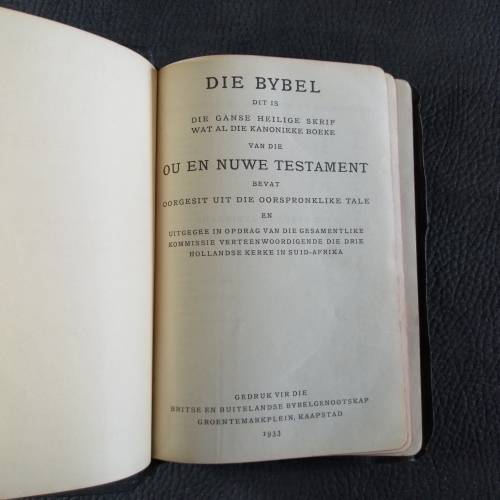 DIE BYBEL
DIT IS
DIE GANSE HEILIGE SKRIF
WAT AL DIE KANONIEKE BOEKE
VAN DIE
OU EN NUWE TESTAMENT
BEVAT
OORGESIT UIT DIE OORSPRONKLIKE TALE
EN
UITGEGEE IN OPDRAG VAN DIE GESAMENTLIKE
KOMMISSIE VERTEENWOORDIGENDE DIE DRIE
HOLLANDSE KERKE IN SUID-AFRIKA
GEDRUK VIR DIE
BRITSE EN BUITELANDSE BYBELGENOOTSKAP
GROENTEMARKPLEIN, KAAPSTAD
1933